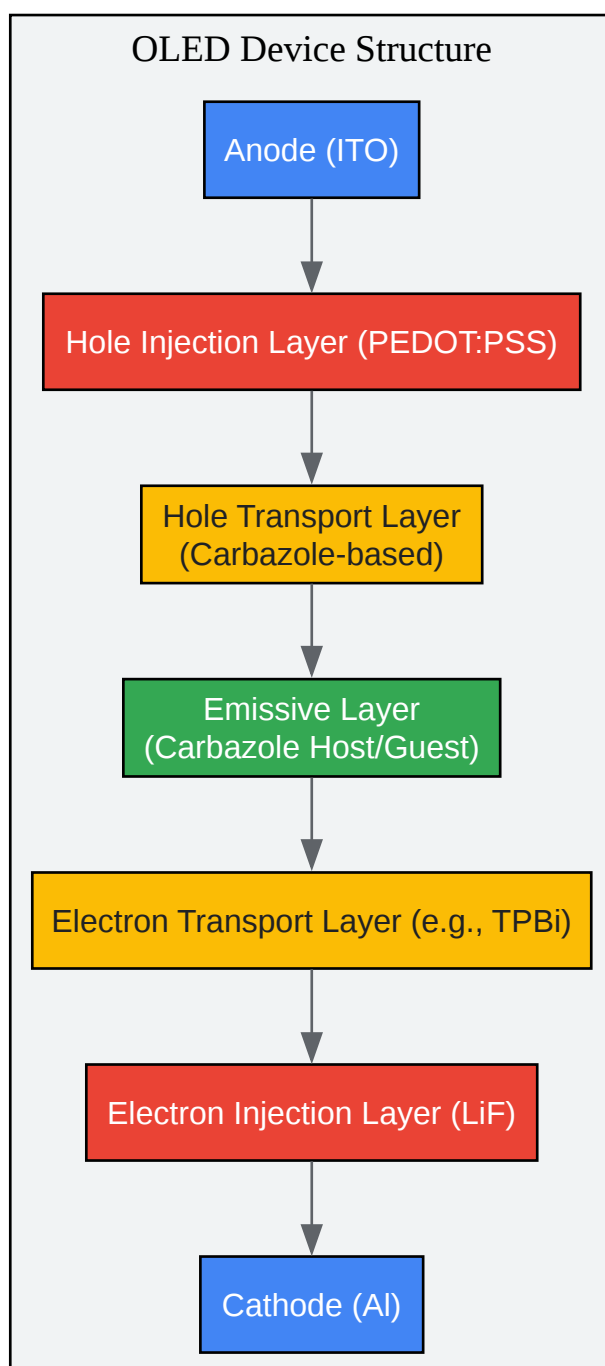 OLED Device Structure
Anode (ITO)
Hole Injection Layer (PEDOT:PSS)
Hole Transport Layer
(Carbazole-based)
Emissive Layer
(Carbazole Host/Guest)
Electron Transport Layer (e.g., TPBi)
Electron Injection Layer (LiF)
Cathode (Al)